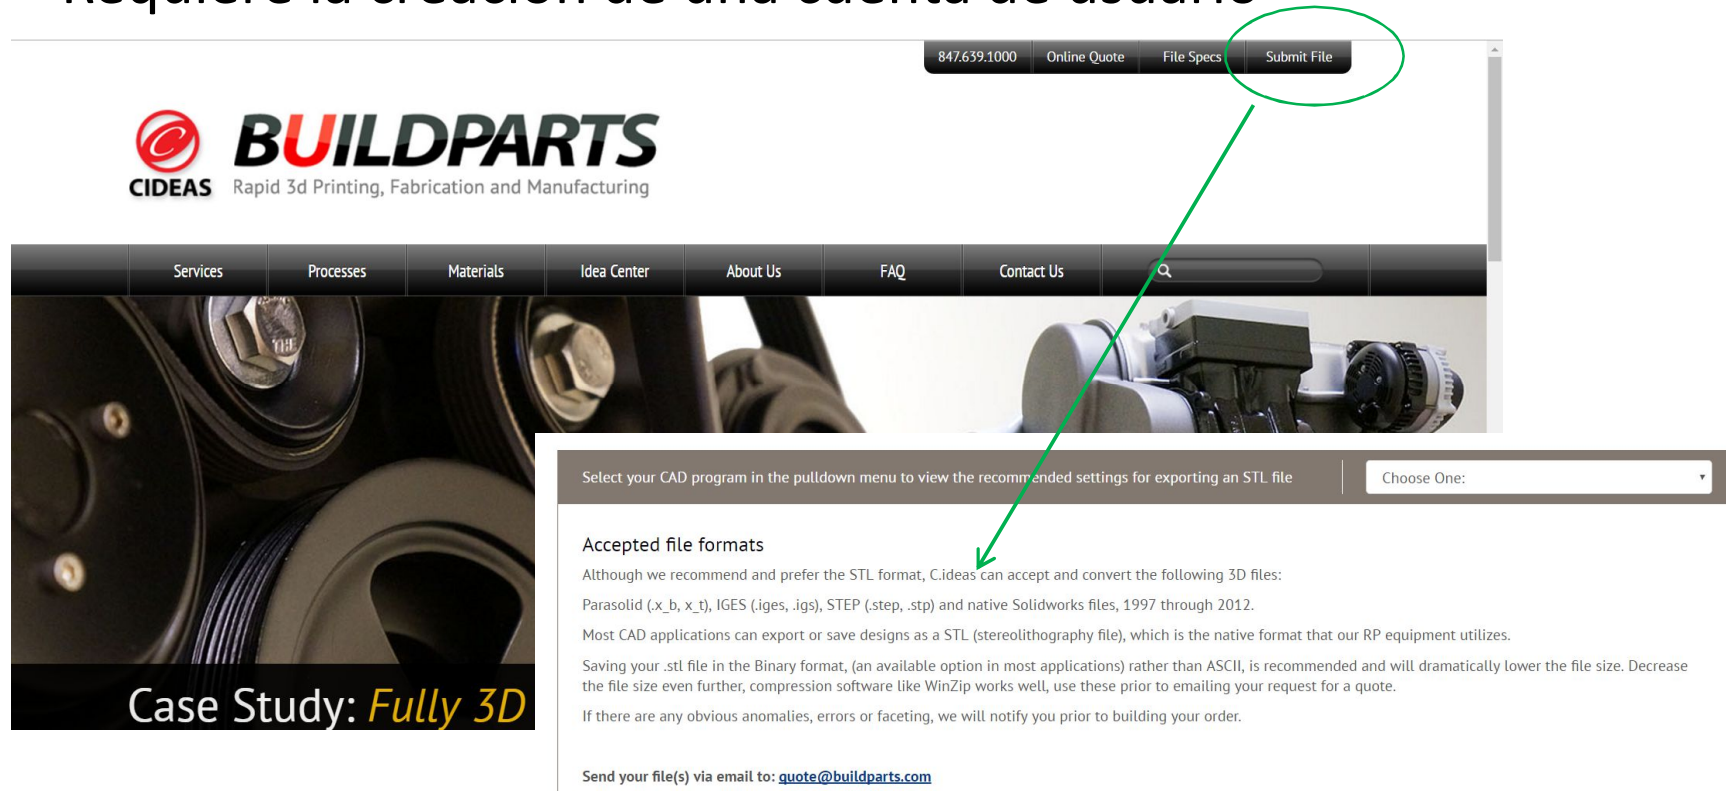 Requiere la creación de una cuenta de usuario
847.639.1000 Online Quote File Specs Submit File
BUILDPARTS
CIDEAS Rapid 3d Printing, Fabrication and Manufacturing
Services Processes Materials Idea Center About Us FAQ Contact Us
THE
Select your CAD program in the pulldown menu to view the recommended settings for exporting an STL file Choose One:
Accepted file formats
Although we recommend and prefer the STL format, C.ideas can accept and convert the following 3D files:
Parasolid (.x_b, x_t), IGES (.iges, .igs), STEP (.step, .stp) and native Solidworks files, 1997 through 2012.
Most CAD applications can export or save designs as a STL (stereolithography file), which is the native format that our RP equipment utilizes.
Saving your .stl file in the Binary format, (an available option in most applications) rather than ASCII, is recommended and will dramatically lower the file size. Decrease
the file size even further, compression software like WinZip works well, use these prior to emailing your request for a quote.
If there are any obvious anomalies, errors or faceting, we will notify you prior to building your order.
Case Study: Fully 3D
Send your file(s) via email to: quote@buildparts.com